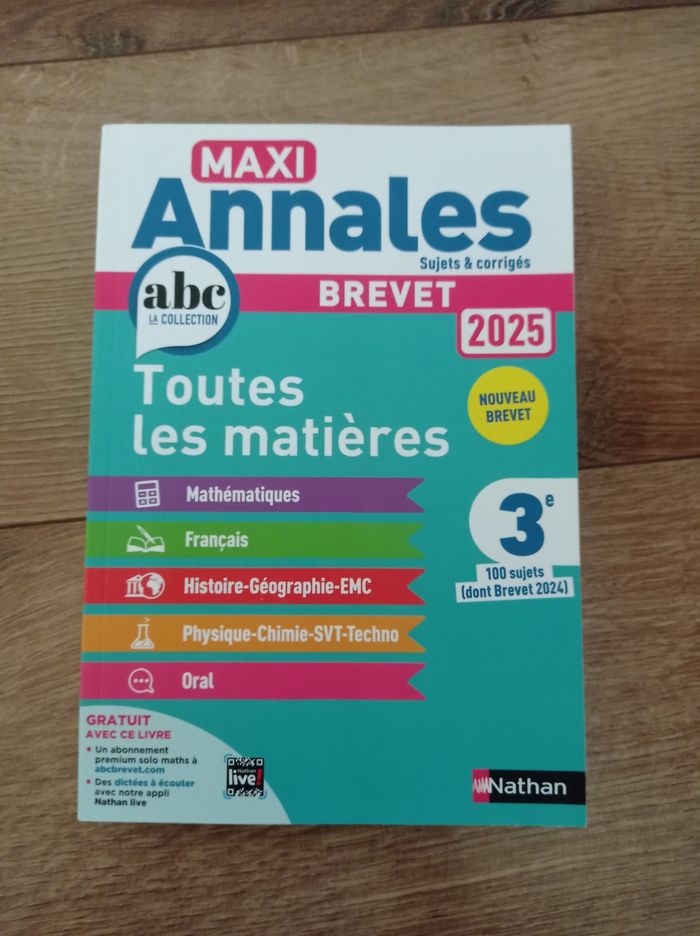 MAXI
Annales
Sujets & corrigés
BREVET
abc
LA COLLECTION
2025
Toutes
les matières
NOUVEAU
BREVET
Mathématiques
Français
Histoire-Géographie-EMC
Physique-Chimie-SVT-Techno
Oral
3e
100 sujets
(dont Brevet 2024)
GRATUIT
AVEC CE LIVRE
• Un abonnement
premium solo maths à
abcbrevet.com
• Des dictées à écouter
avec notre appli
Nathan live
Nathan
live!
Nathan